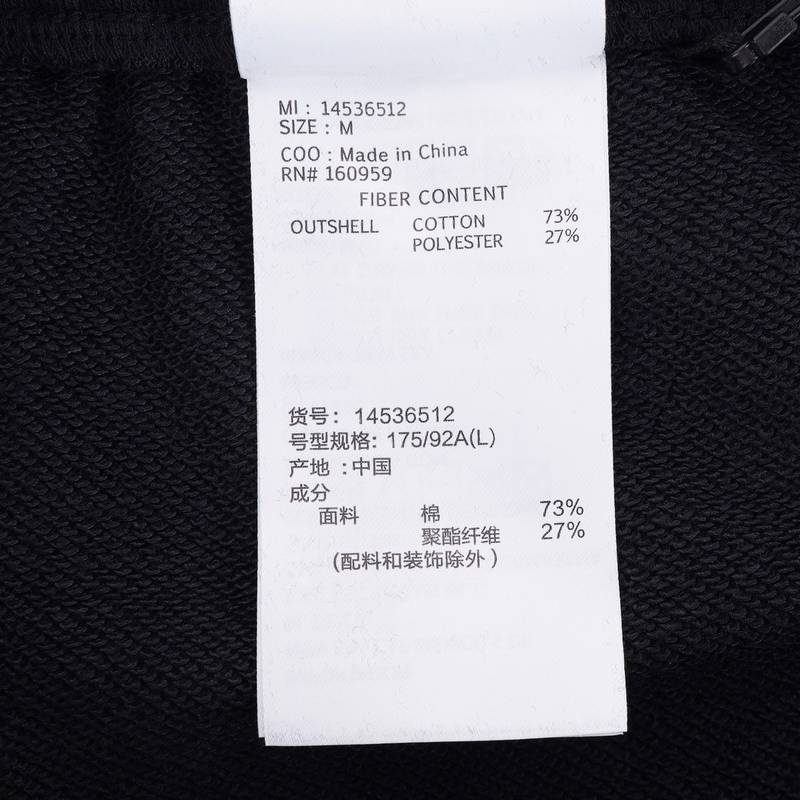 MI : 14536512
SIZE : M
COO : Made in China
RN# 160959
FIBER CONTENT
OUTSHELL COTTON 73%
POLYESTER 27%
货号： 14536512
号型规格: 175/92A(L)
产地 :中国
成分
面料 棉 73%
聚酯纤维 27%
(配料和装饰除外)